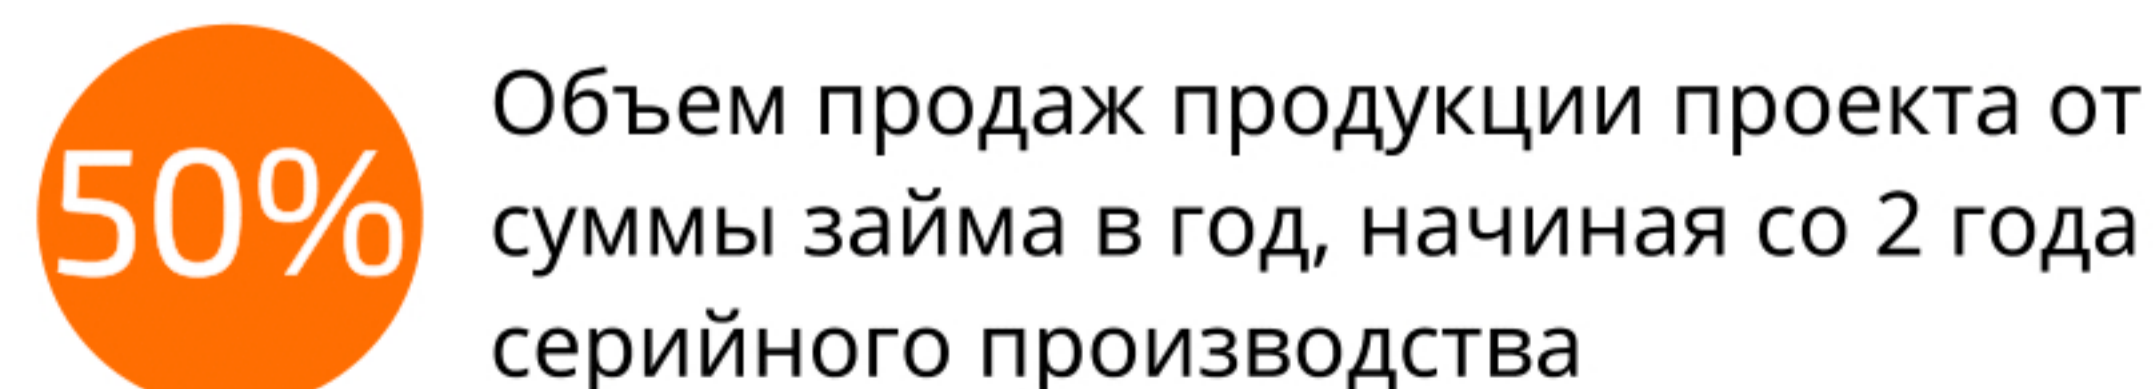 50%
Объем продаж продукции проекта от
суммы займа в год, начиная со 2 года
серийного производства